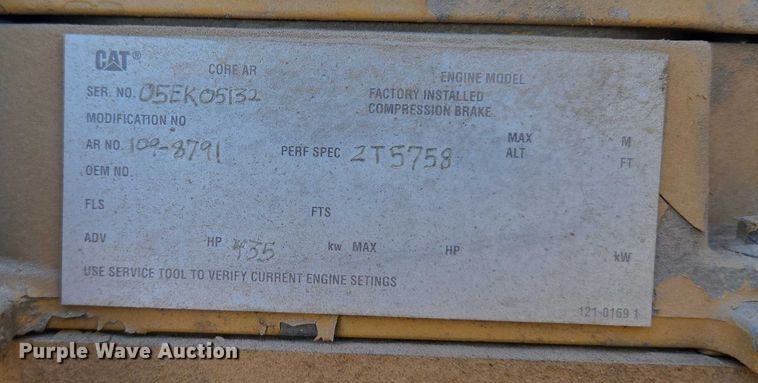 CAT®
CORE AR
ENGINE MODEL
SER. NO. 05EK05132
FACTORY INSTALLED
COMPRESSION BRAKE
MODIFICATION NO
AR NO. 109-8791 PERF SPEC 2T5758 MAX ALT M FT
OEM NO.
FLS FTS
ADV HP 435 kw MAX HP kW
USE SERVICE TOOL TO VERIFY CURRENT ENGINE SETINGS
121-0169 1
Purple Wave Auction